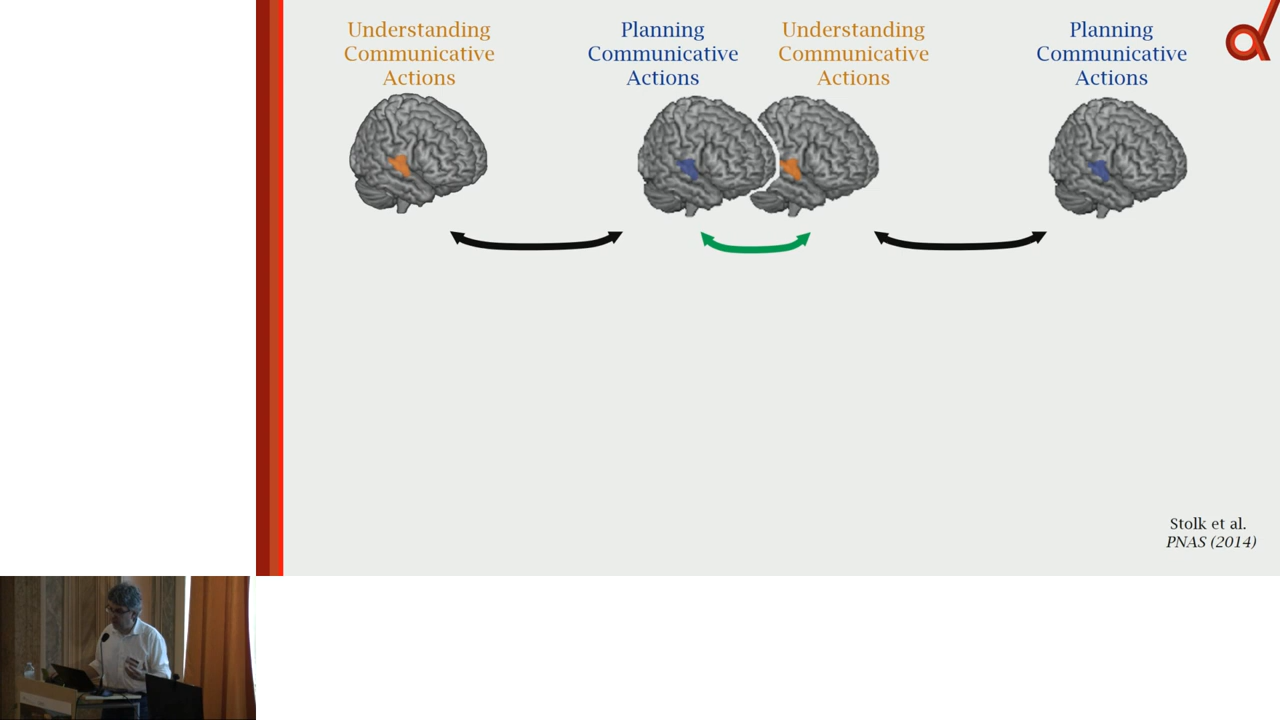 Understanding
Communicative
Actions
Planning
Communicative
Actions
Understanding
Communicative
Actions
Planning
Communicative
Actions
Stolk et al.
PNAS (2014)